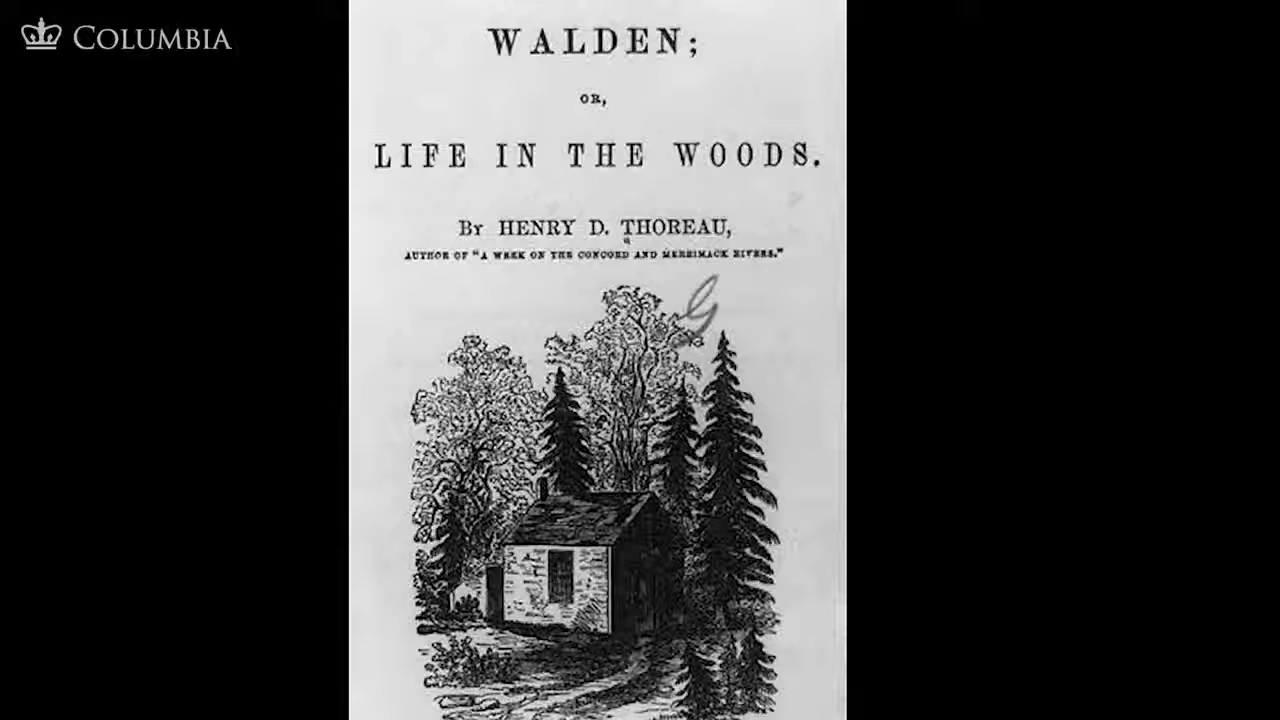 COLUMBIA
WALDEN;
OR,
LIFE IN THE WOODS.
By HENRY D. THOREAU,
AUTHOR OF "A WEEK ON THE CONCORD AND MERRIMACK RIVERS."
G